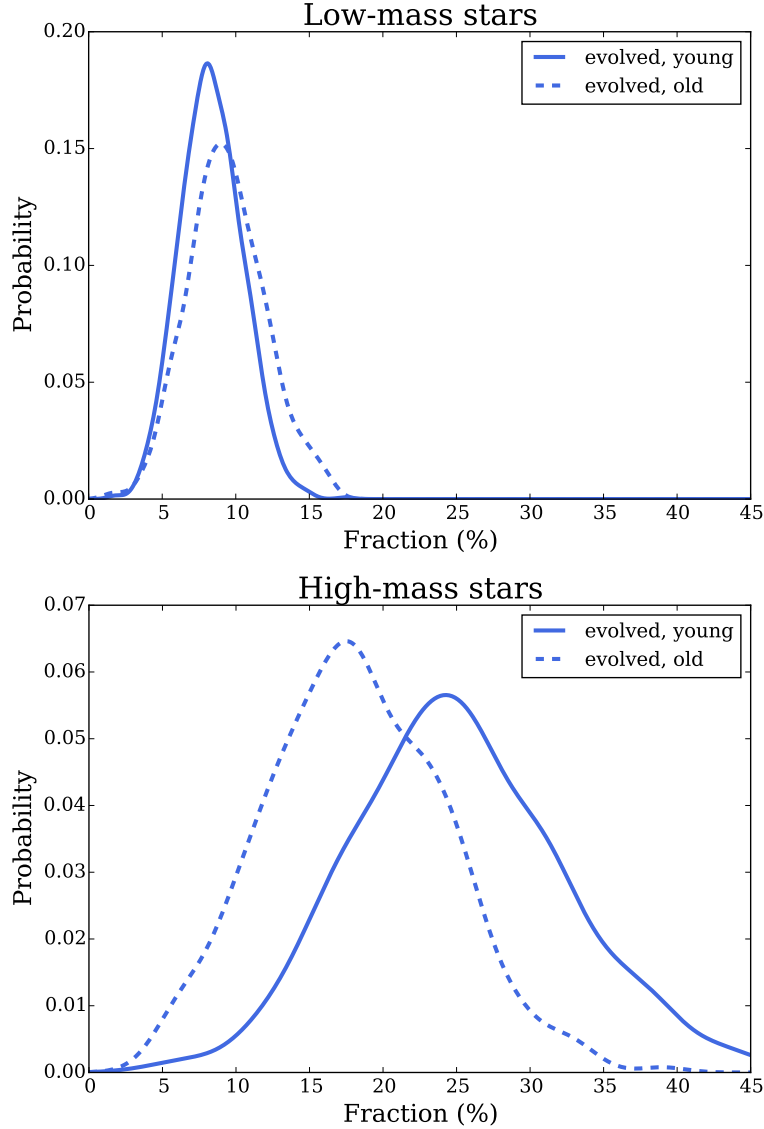 Low-mass stars
0.20
evolved, young
evolved, old
0.15
Probability
0.10
0.05
0.00
0 5 10 15 20 25 30 35 40 45
Fraction (%)
High-mass stars
0.07
evolved, young
evolved, old
0.06
0.05
0.04
Probability
0.03
0.02
0.01
0.00
0 5 10 15 20 25 30 35 40 45
Fraction (%)